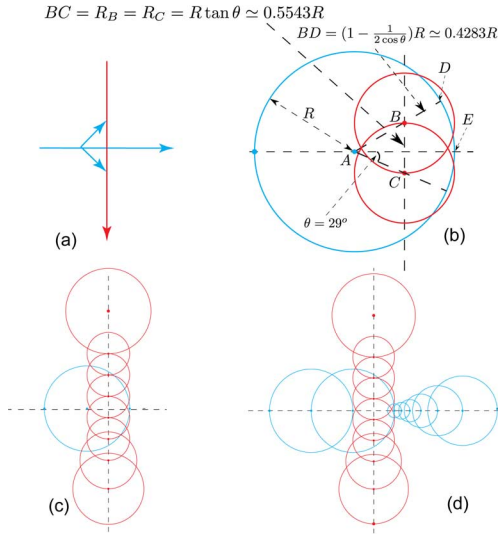 BC = R_B = R_C = R tan θ ≃ 0.5543R
BD = (1 − 1/(2 cos θ))R ≃ 0.4283R
R
D
B
E
A
C
θ = 29°
(a)
(b)
(c)
(d)